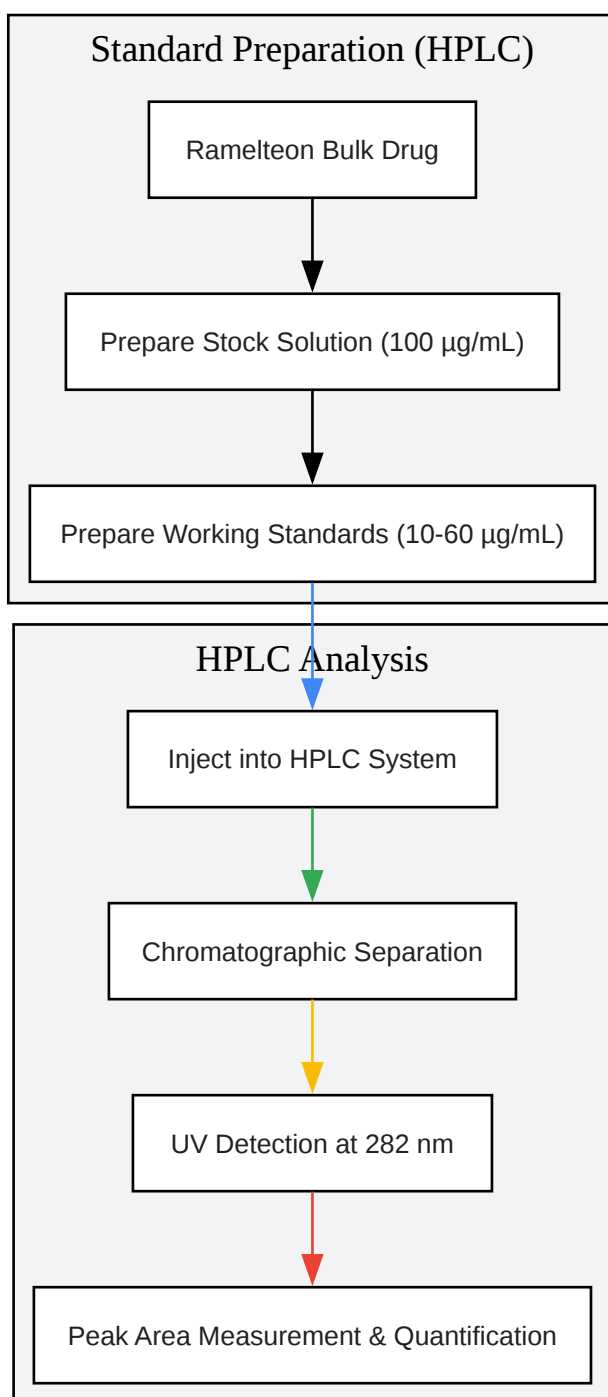 Standard Preparation (HPLC)
Ramelteon Bulk Drug
Prepare Stock Solution (100 µg/mL)
Prepare Working Standards (10-60 µg/mL)
HPLC Analysis
Inject into HPLC System
Chromatographic Separation
UV Detection at 282 nm
Peak Area Measurement & Quantification